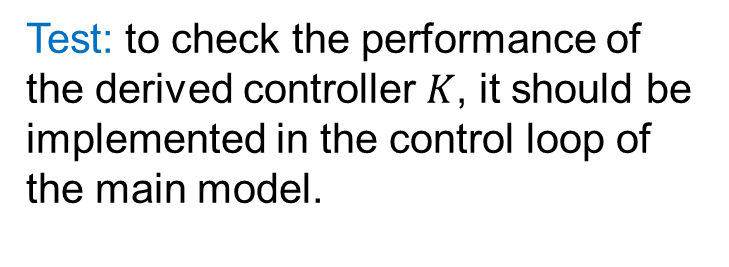 Test: to check the performance of
the derived controller K, it should be
implemented in the control loop of
the main model.